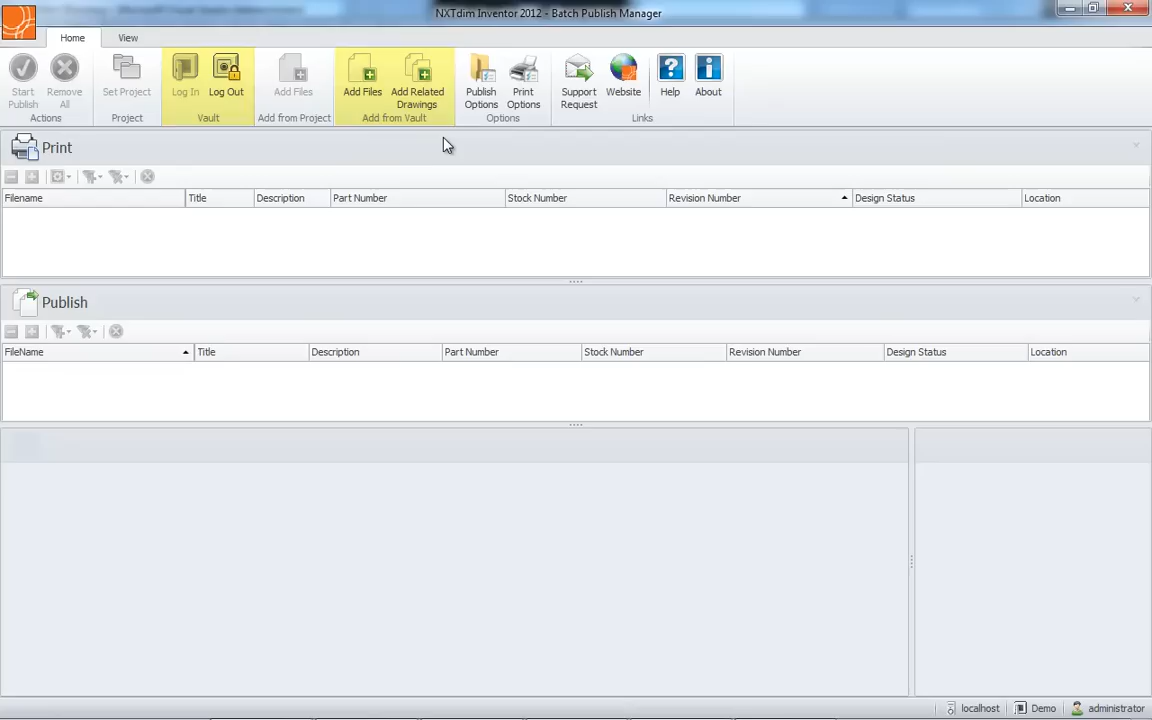 NXTdim Inventor 2012 - Batch Publish Manager
Home View
Start Publish Remove All Set Project Log In Log Out Add Files Add Files Add Related Drawings Publish Options Print Options Support Request Website Help About
Actions Project Vault Add from Project Add from Vault Options Links
Print
Filename Title Description Part Number Stock Number Revision Number Design Status Location
Publish
FileName Title Description Part Number Stock Number Revision Number Design Status Location
localhost Demo administrator